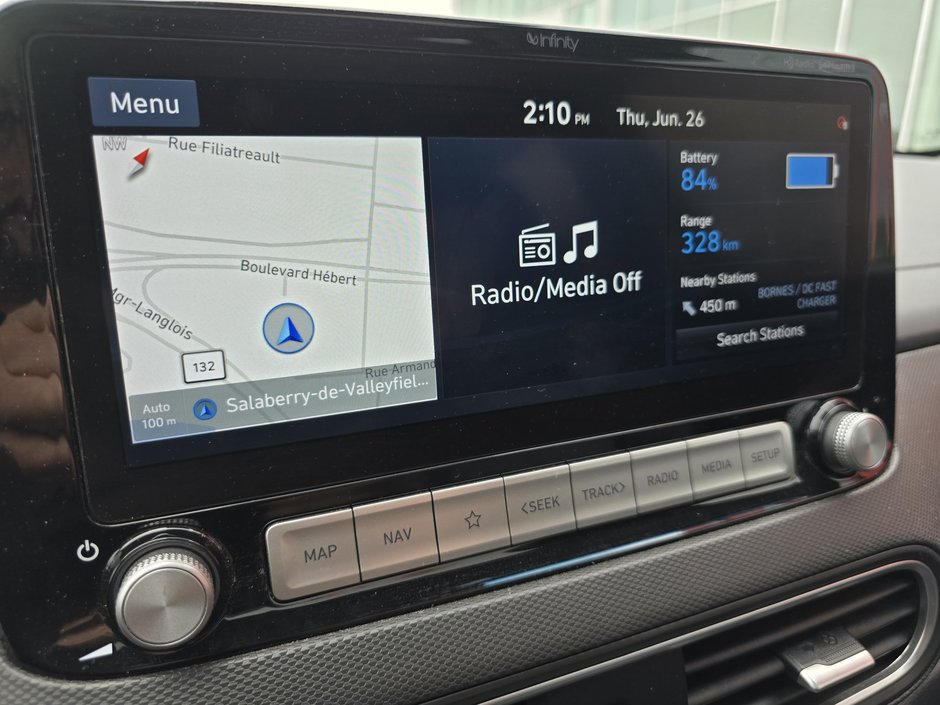 infinity
Menu
2:10 PM
Thu, Jun. 26
NW
Rue Filiatreault
Boulevard Hébert
Mgr-Langlois
132
Rue Armand
Auto
100 m
Salaberry-de-Valleyfiel...
Radio/Media Off
Battery
84%
Range
328 km
Nearby Stations
450 m
BORNES / DC FAST
CHARGER
Search Stations
MAP
NAV
<SEEK
TRACK>
RADIO
MEDIA
SETUP